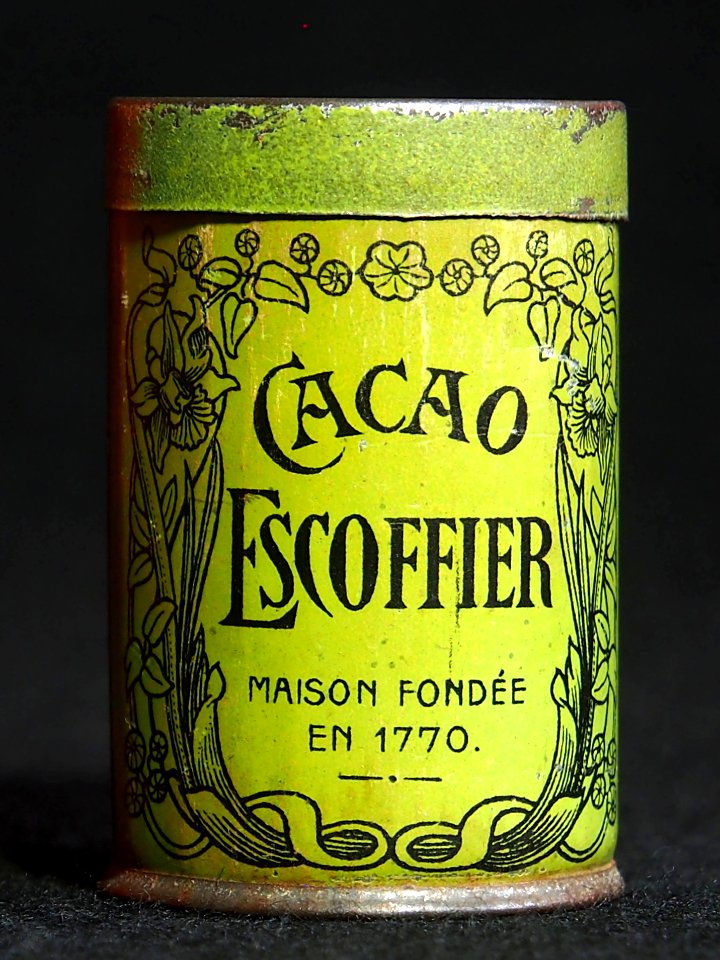 CACAO
ESCOFFIER
MAISON FONDÉE
EN 1770.